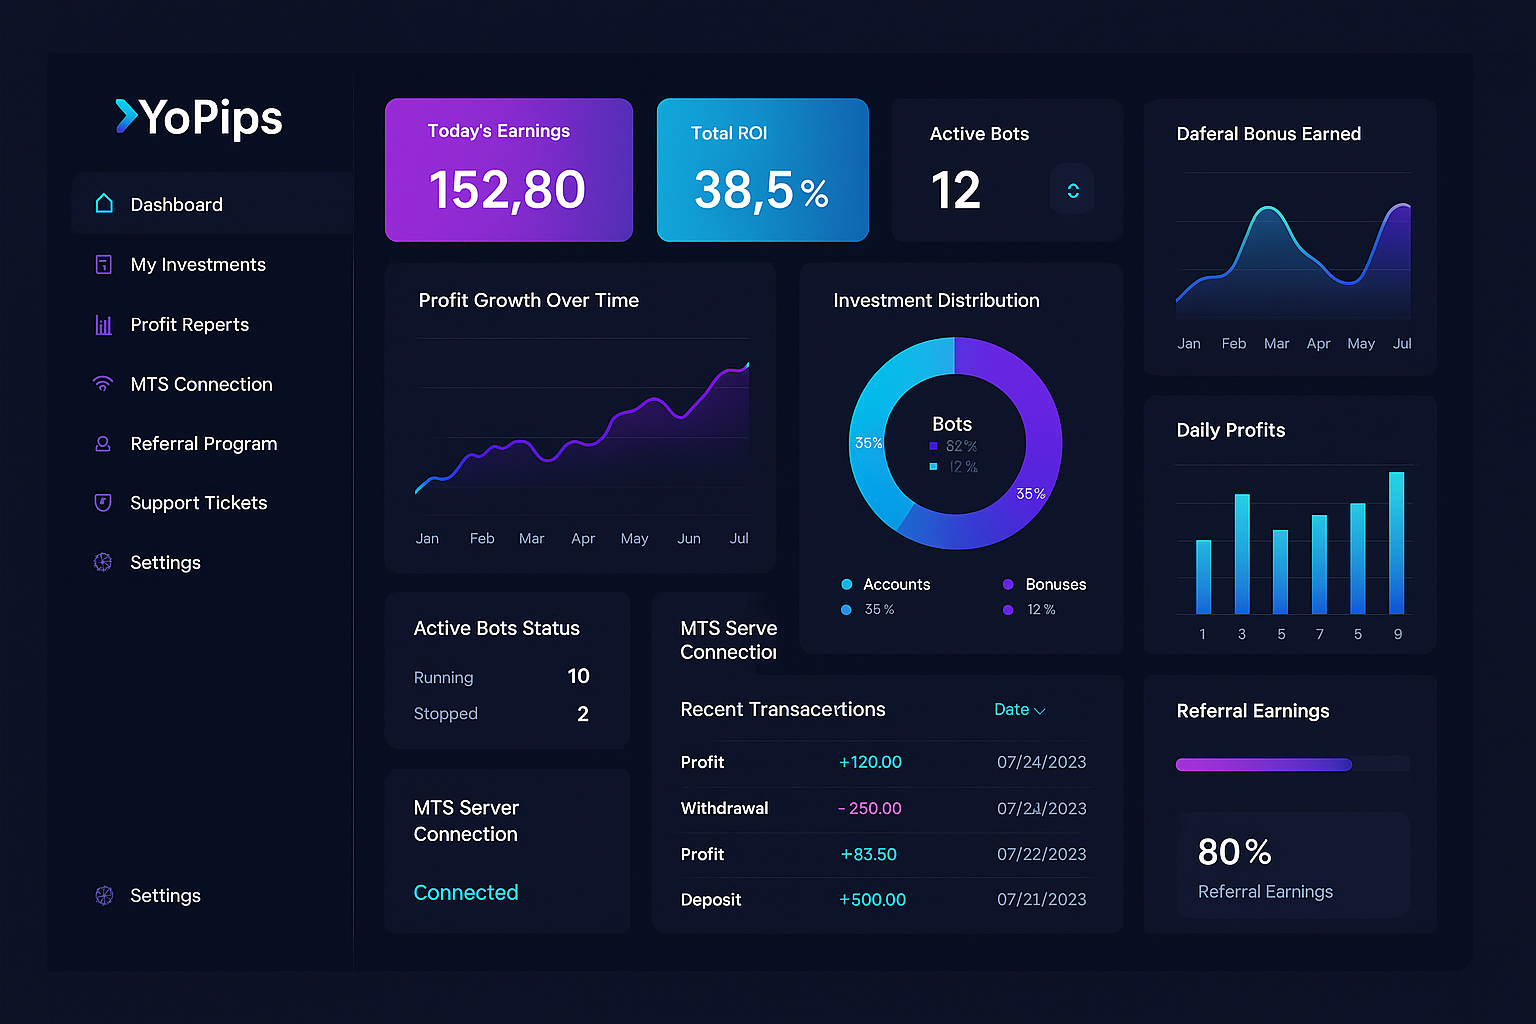 YoPips
Dashboard
My Investments
Profit Reperts
MTS Connection
Referral Program
Support Tickets
Settings
Settings
Today's Earnings
152,80
Total ROI
38,5 %
Active Bots
12
Daferal Bonus Earned
Jan Feb Mar Apr May Jul
Profit Growth Over Time
Jan Feb Mar Apr May Jun Jul
Investment Distribution
Bots
82%
12 %
35%
35%
Accounts
35 %
Bonuses
12 %
Daily Profits
1 3 5 7 5 9
Active Bots Status
Running 10
Stopped 2
MTS Serve
Connection
MTS Server
Connection
Connected
Recent Transacertions
Date
Profit +120.00 07/24/2023
Withdrawal - 250.00
Profit +83.50 07/22/2023
Deposit +500.00 07/21/2023
Referral Earnings
80 %
Referral Earnings